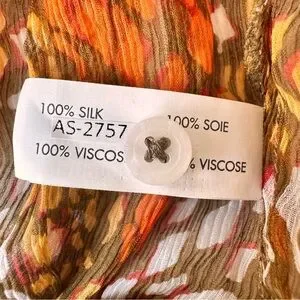 100% SILK 100% SOIE
AS-2757
100% VISCOS % VISCOSE